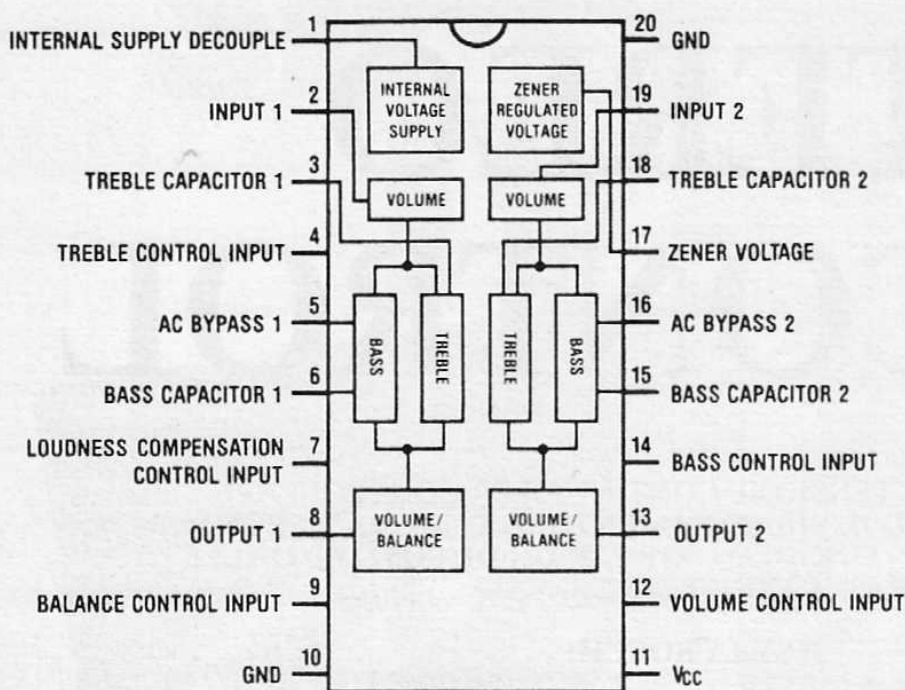 1
INTERNAL SUPPLY DECOUPLE
20
GND
INTERNAL
VOLTAGE
SUPPLY
ZENER
REGULATED
VOLTAGE
2
INPUT 1
19
INPUT 2
3
TREBLE CAPACITOR 1
VOLUME
VOLUME
18
TREBLE CAPACITOR 2
4
TREBLE CONTROL INPUT
17
ZENER VOLTAGE
5
AC BYPASS 1
BASS
TREBLE
TREBLE
BASS
16
AC BYPASS 2
6
BASS CAPACITOR 1
15
BASS CAPACITOR 2
7
LOUDNESS COMPENSATION
CONTROL INPUT
14
BASS CONTROL INPUT
8
OUTPUT 1
VOLUME/
BALANCE
VOLUME/
BALANCE
13
OUTPUT 2
9
BALANCE CONTROL INPUT
12
VOLUME CONTROL INPUT
10
GND
11
VCC